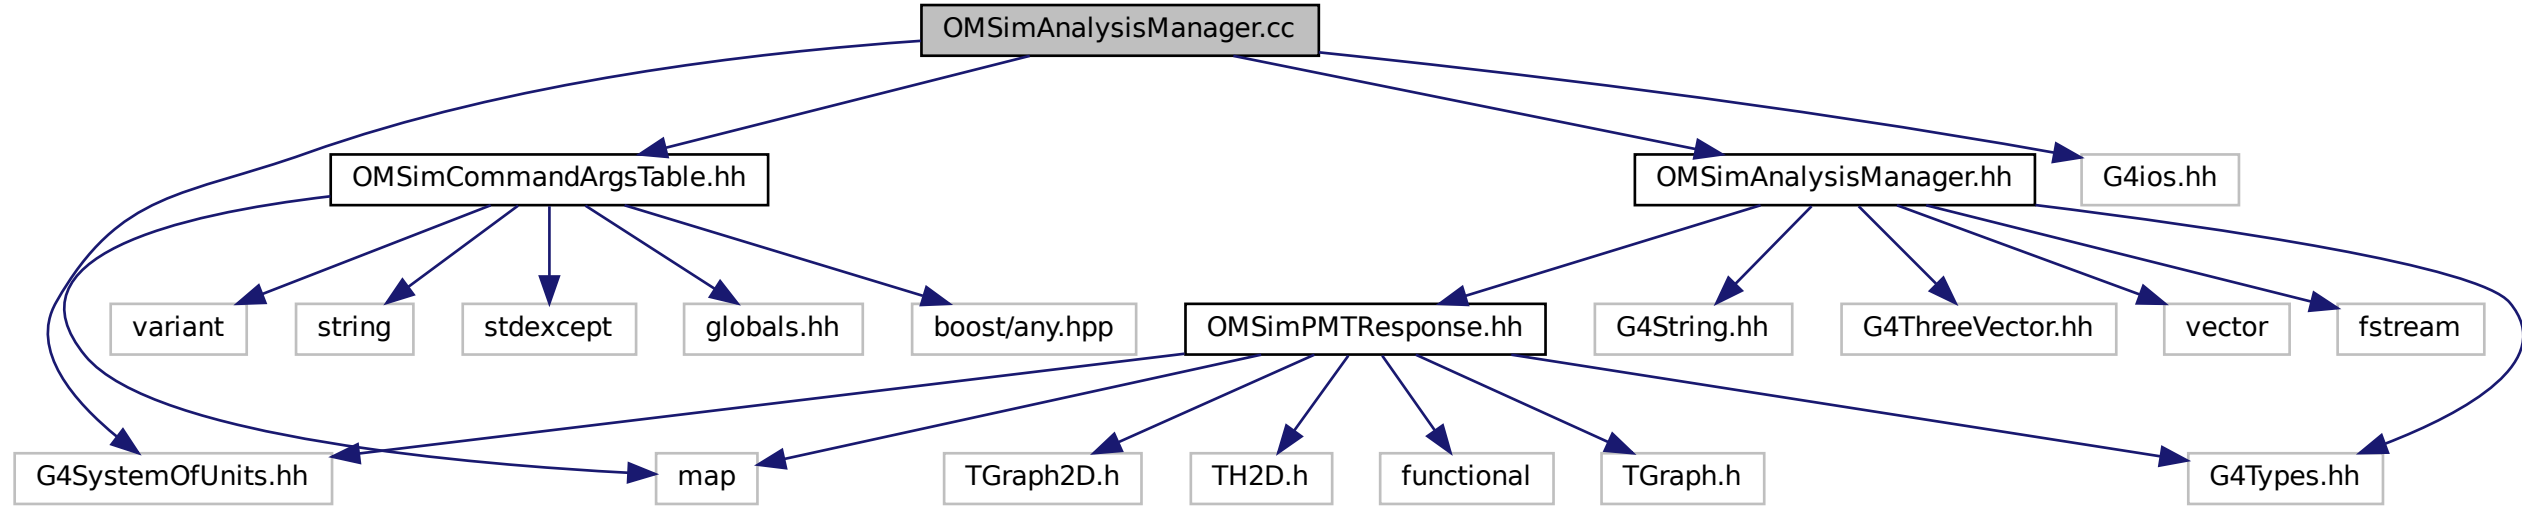 OMSimAnalysisManager.cc
OMSimCommandArgsTable.hh
OMSimAnalysisManager.hh
G4ios.hh
variant
string
stdexcept
globals.hh
boost/any.hpp
OMSimPMTResponse.hh
G4String.hh
G4ThreeVector.hh
vector
fstream
G4SystemOfUnits.hh
map
TGraph2D.h
TH2D.h
functional
TGraph.h
G4Types.hh